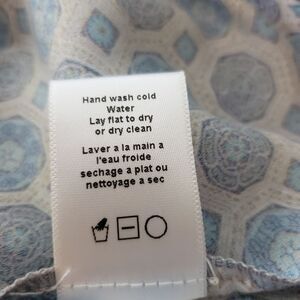 Hand wash cold
Water
Lay flat to dry
or dry clean
Laver a la main a
l'eau froide
sechage a plat ou
nettoyage a sec